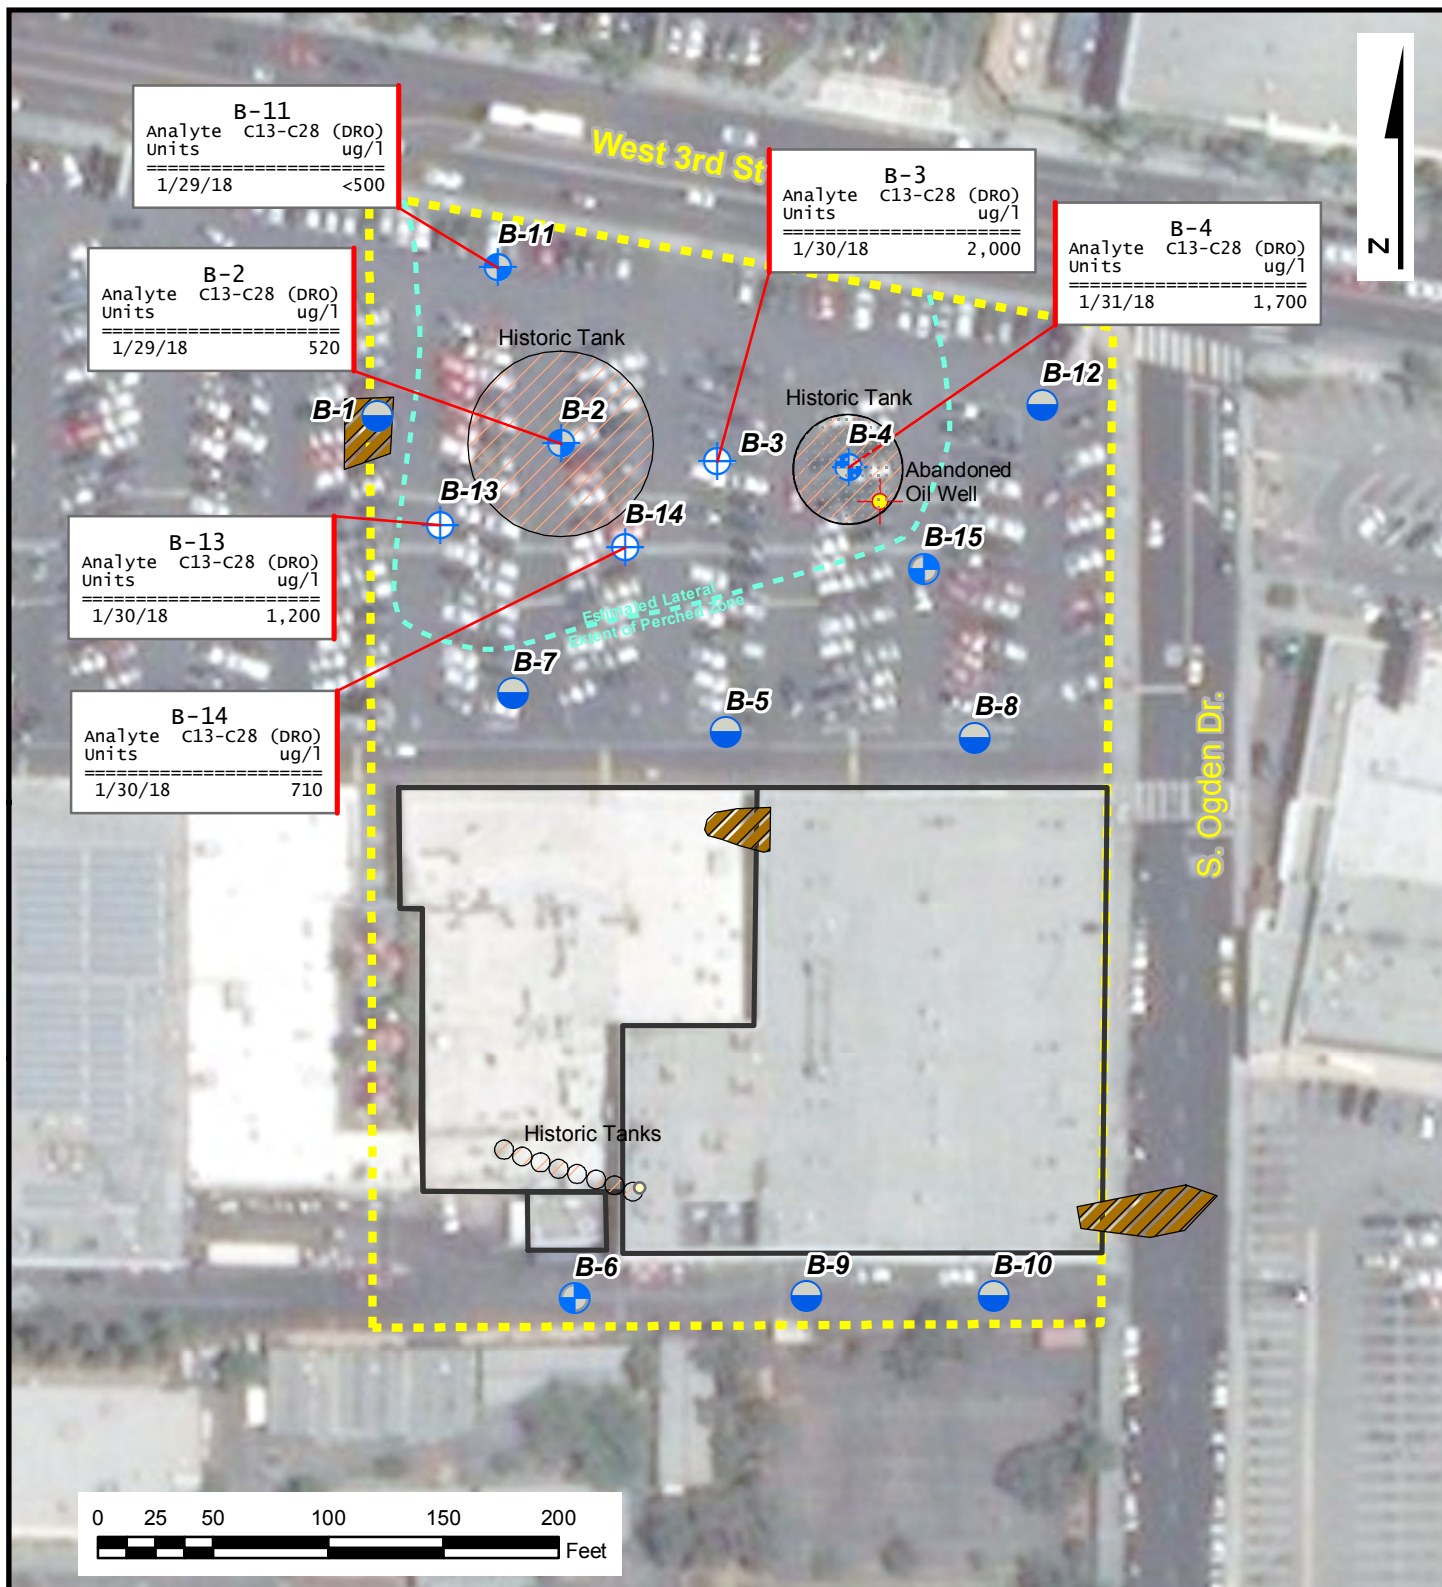 B-11
Analyte C13-C28 (DRO)
Units ug/l
======================
1/29/18 <500
West 3rd St
B-3
Analyte C13-C28 (DRO)
Units ug/l
======================
1/30/18 2,000
B-4
Analyte C13-C28 (DRO)
Units ug/l
======================
1/31/18 1,700
N
B-2
Analyte C13-C28 (DRO)
Units ug/l
======================
1/29/18 520
B-11
Historic Tank
B-12
Historic Tank
B-1
B-2
B-3
B-4
Abandoned
Oil Well
B-13
B-14
B-15
B-13
Analyte C13-C28 (DRO)
Units ug/l
======================
1/30/18 1,200
Estimated Lateral
Extent of Perched Zone
B-7
B-5
B-8
B-14
Analyte C13-C28 (DRO)
Units ug/l
======================
1/30/18 710
S. Ogden Dr.
Historic Tanks
B-6
B-9
B-10
0 25 50 100 150 200
Feet